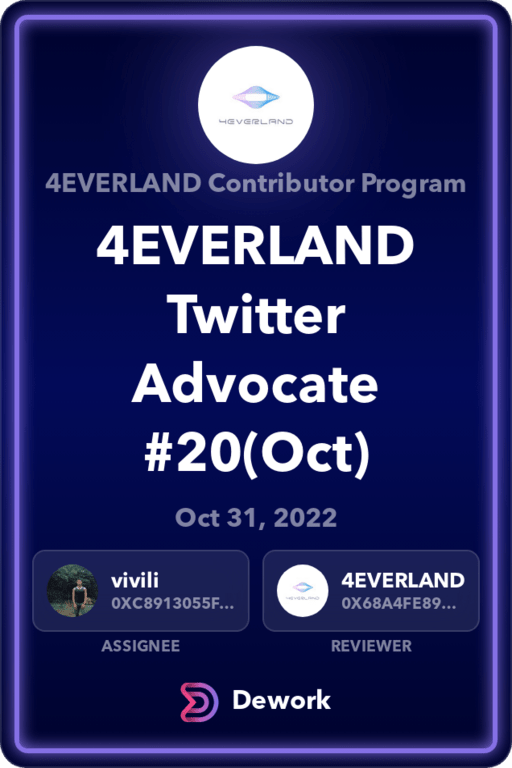 4EVERLAND
4EVERLAND Contributor Program
4EVERLAND
Twitter
Advocate
#20(Oct)
Oct 31, 2022
vivili
0XC8913055F...
4EVERLAND
4EVERLAND
0X68A4FE89...
ASSIGNEE
REVIEWER
Dework